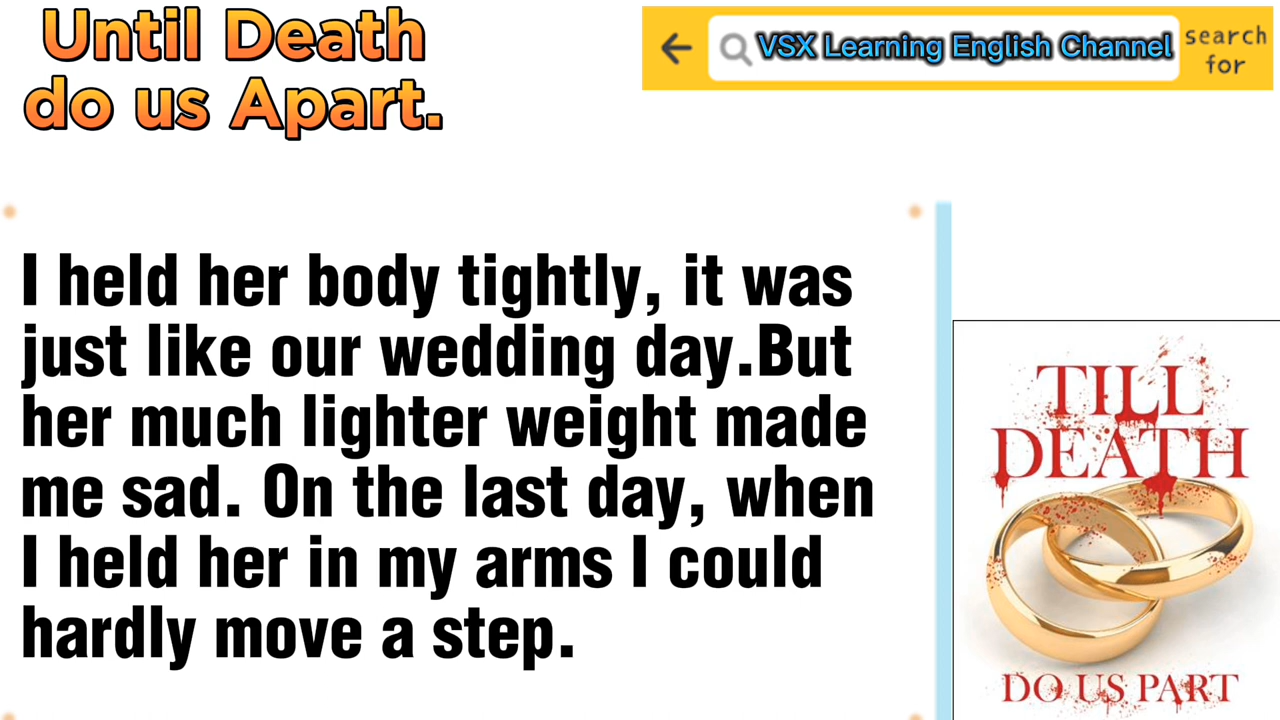 Until Death
do us Apart.
VSX Learning English Channel
search
for
I held her body tightly, it was
just like our wedding day.But
her much lighter weight made
me sad. On the last day, when
I held her in my arms I could
hardly move a step.
TILL
DEATH
DO US PART